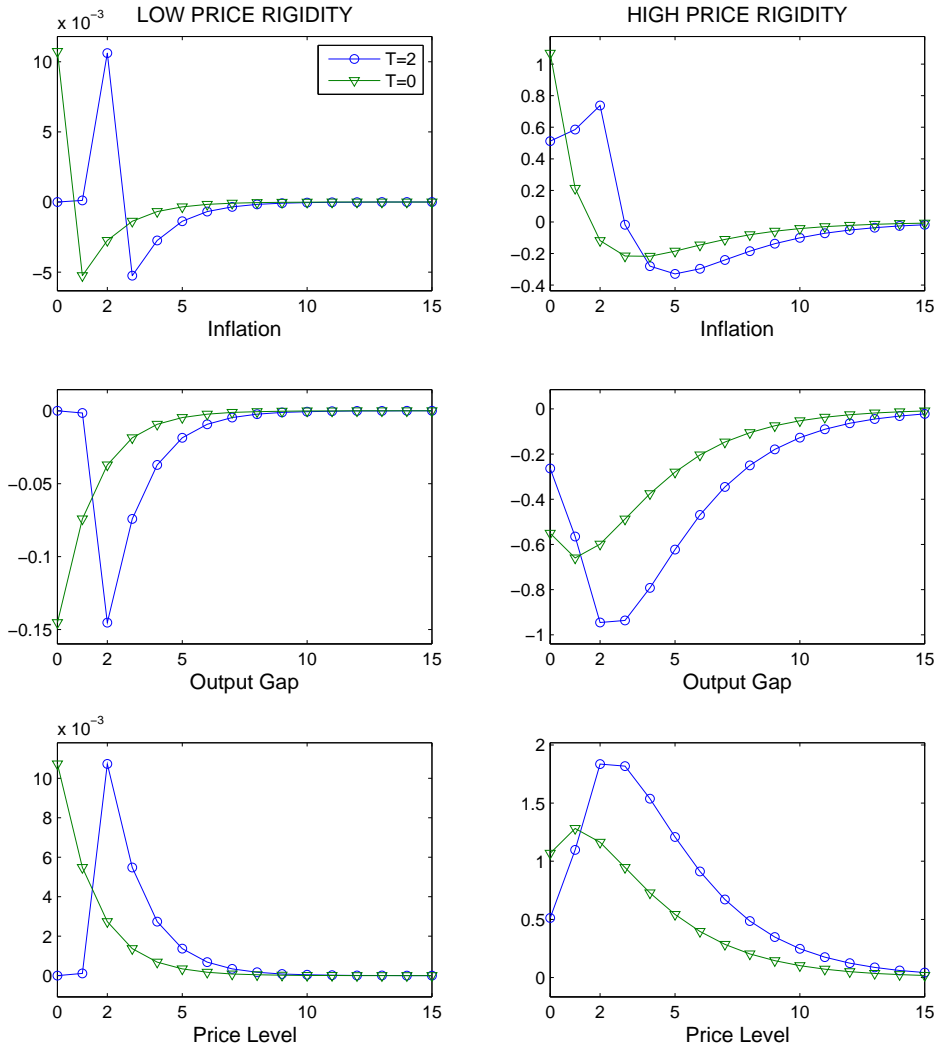 LOW PRICE RIGIDITY
HIGH PRICE RIGIDITY
x 10⁻³
10
5
0
−5
0 2 5 10 15
Inflation
T=2
T=0
1
0.8
0.6
0.4
0.2
0
−0.2
−0.4
0 2 5 10 15
Inflation
0
−0.05
−0.1
−0.15
0 2 5 10 15
Output Gap
0
−0.2
−0.4
−0.6
−0.8
−1
0 2 5 10 15
Output Gap
x 10⁻³
10
8
6
4
2
0
0 2 5 10 15
Price Level
2
1.5
1
0.5
0
0 2 5 10 15
Price Level